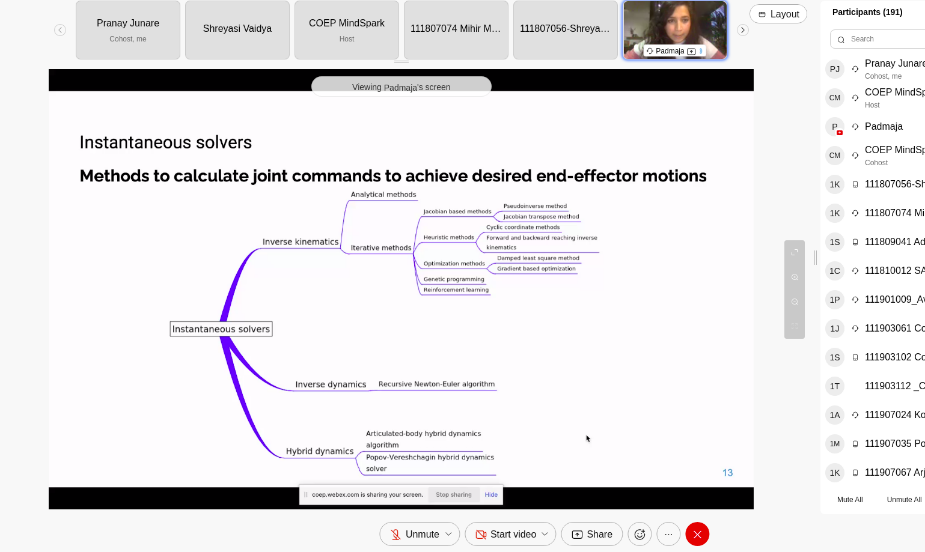 Pranay Junare
Cohost, me
Shreyasi Vaidya
COEP MindSpark
Host
111807074 Mihir M...
111807056-Shreya...
Padmaja
Layout
Viewing Padmaja's screen
Instantaneous solvers
Methods to calculate joint commands to achieve desired end-effector motions
Instantaneous solvers
Inverse kinematics
Analytical methods
Iterative methods
Jacobian based methods
Pseudoinverse method
Jacobian transpose method
Heuristic methods
Cyclic coordinate methods
Forward and backward reaching inverse
kinematics
Optimization methods
Damped least square method
Gradient based optimization
Genetic programming
Reinforcement learning
Inverse dynamics
Recursive Newton-Euler algorithm
Hybrid dynamics
Articulated-body hybrid dynamics
algorithm
Popov-Vereshchagin hybrid dynamics
solver
13
coep.webex.com is sharing your screen.
Stop sharing
Hide
Unmute
Start video
Share
Participants (191)
Search
PJ
Pranay Junare
Cohost, me
CM
COEP MindSp
Host
P
Padmaja
CM
COEP MindSp
Cohost
1K
111807056-Sh
1K
111807074 Mi
1S
111809041 Ad
1C
111810012 SA
1P
111901009_Av
1J
111903061 Co
1S
111903102 Co
1T
111903112 _C
1A
111907024 Ko
1M
111907035 Po
1K
111907067 Arj
Mute All
Unmute All